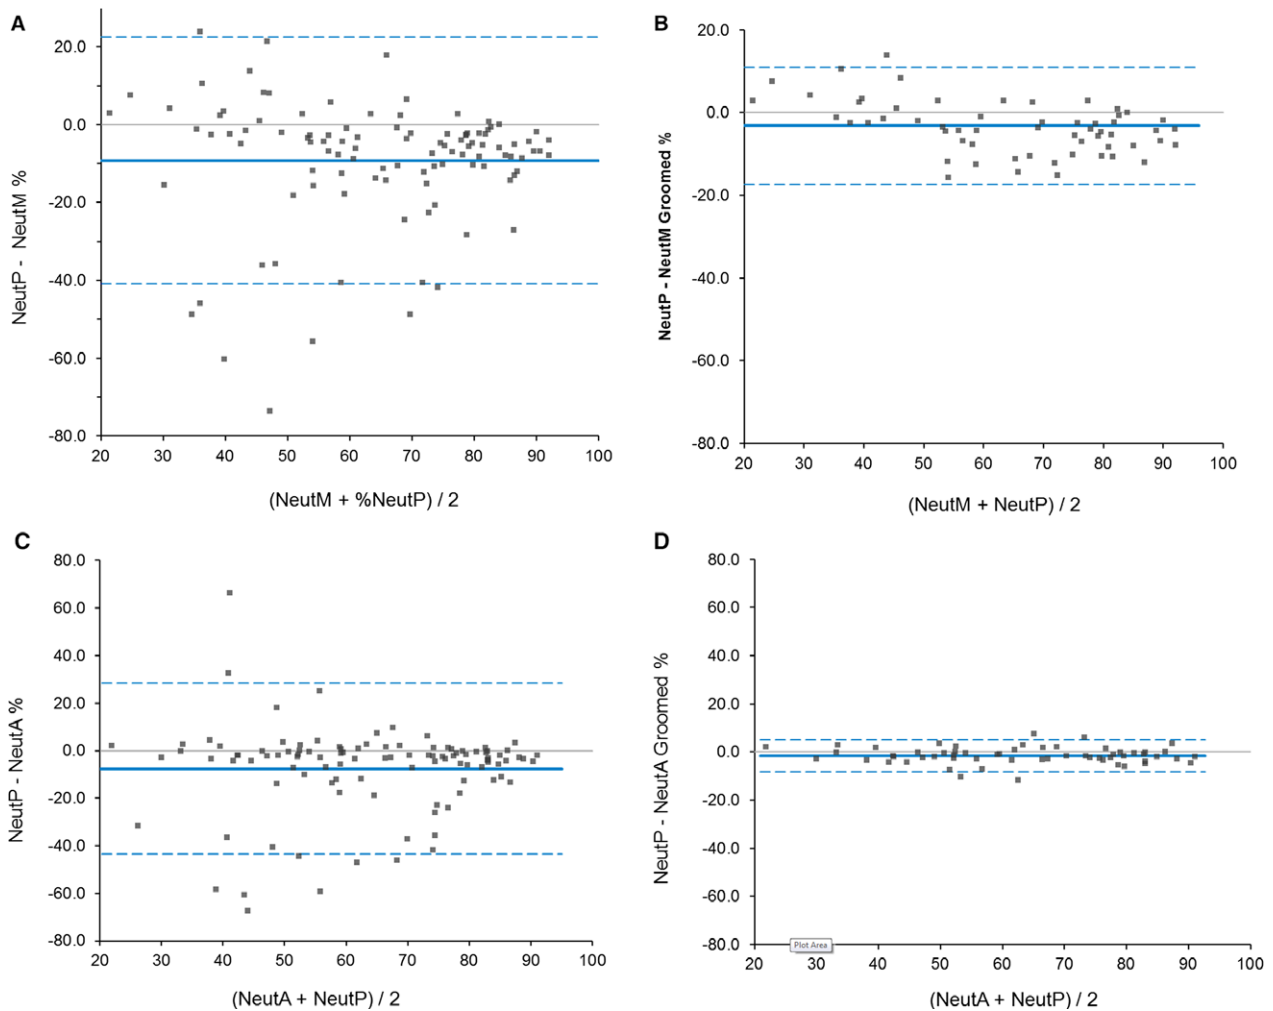 A
20.0
0.0
-20.0
-40.0
-60.0
-80.0
NeutP - NeutM %
20 30 40 50 60 70 80 90 100
(NeutM + %NeutP) / 2
B
20.0
0.0
-20.0
-40.0
-60.0
-80.0
NeutP - NeutM Groomed %
20 30 40 50 60 70 80 90 100
(NeutM + NeutP) / 2
C
80.0
60.0
40.0
20.0
0.0
-20.0
-40.0
-60.0
-80.0
NeutP - NeutA %
20 30 40 50 60 70 80 90 100
(NeutA + NeutP) / 2
D
80.0
60.0
40.0
20.0
0.0
-20.0
-40.0
-60.0
-80.0
NeutP - NeutA Groomed %
Plot Area
20 30 40 50 60 70 80 90 100
(NeutA + NeutP) / 2